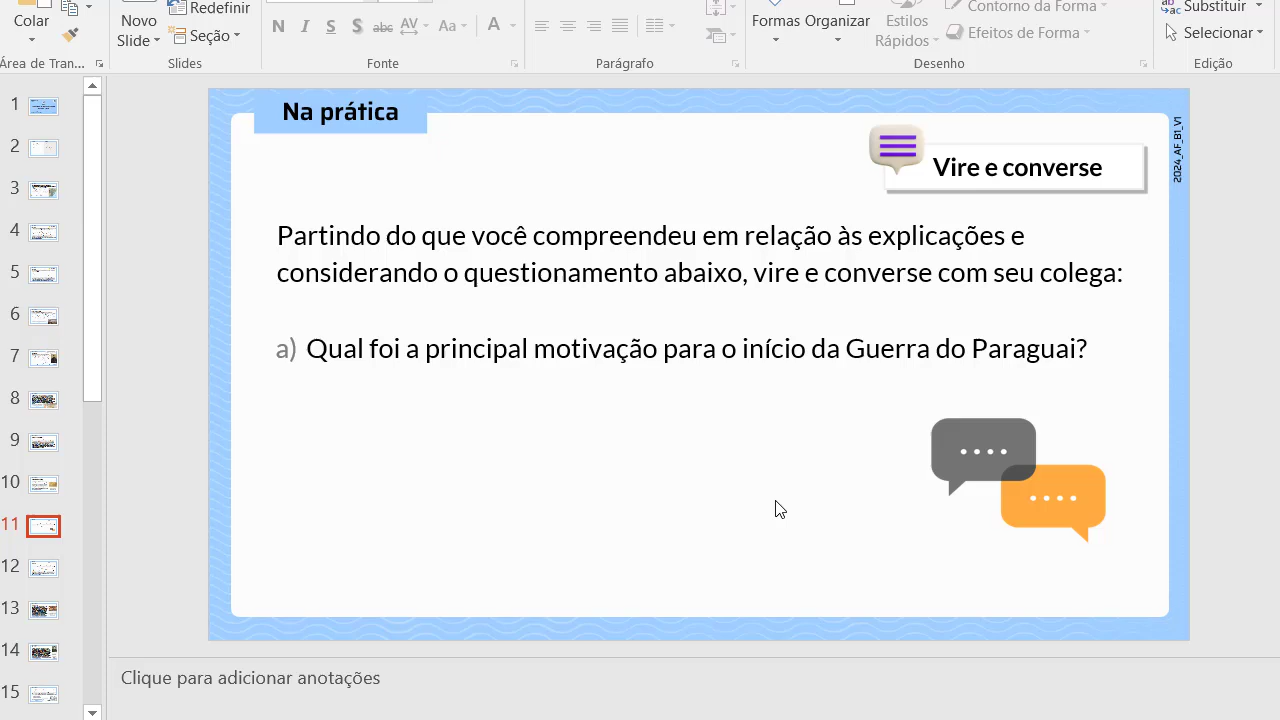 Colar
Novo
Slide
Redefinir
Seção
N I S S abc AV Aa A
Formas
Organizar
Estilos
Rápidos
Contorno da Forma
Efeitos de Forma
Substituir
Selecionar
Área de Tran...
Slides
Fonte
Parágrafo
Desenho
Edição
1
2
3
4
5
6
7
8
9
10
11
12
13
14
15
Na prática
2024_AF_B1_V1
Vire e converse
Partindo do que você compreendeu em relação às explicações e
considerando o questionamento abaixo, vire e converse com seu colega:
a) Qual foi a principal motivação para o início da Guerra do Paraguai?
Clique para adicionar anotações